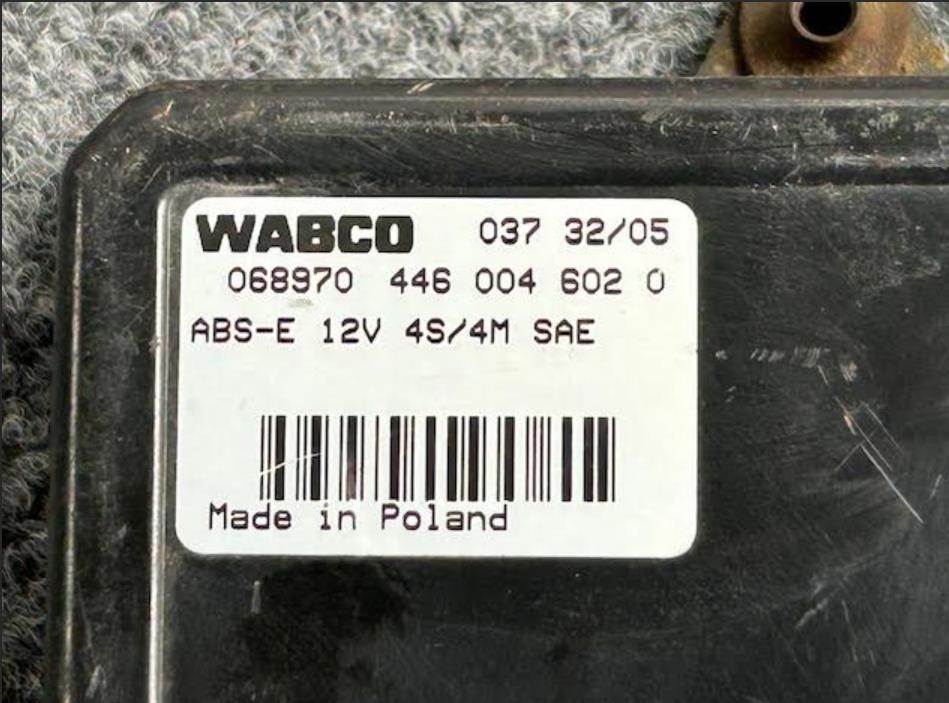 WABCO 037 32/05
068970 446 004 602 0
ABS-E 12V 4S/4M SAE
Made in Poland